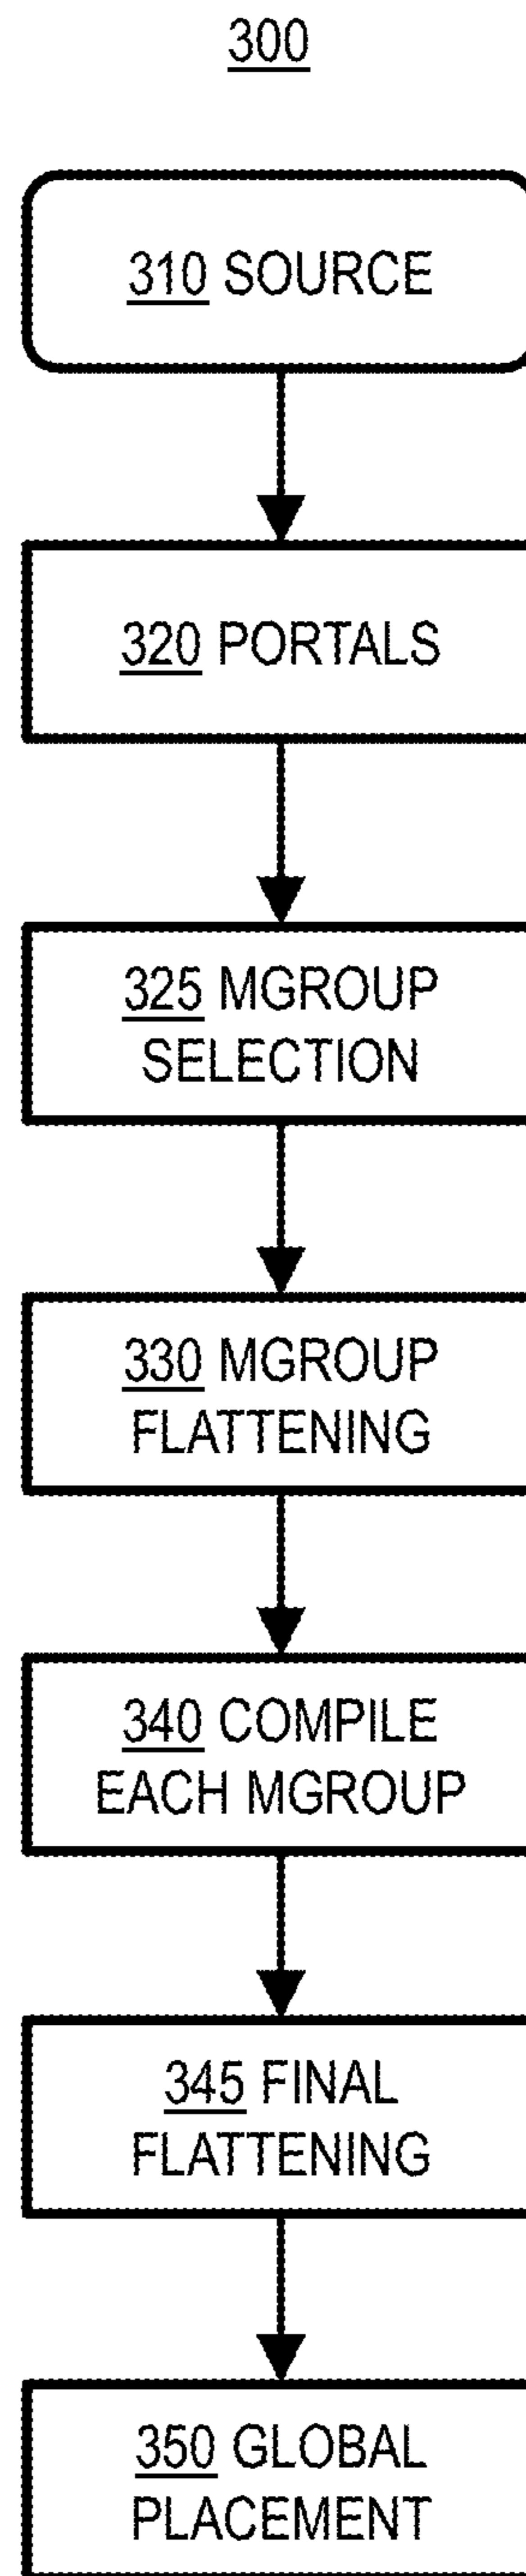 300
310 SOURCE
320 PORTALS
325 MGROUP
SELECTION
330 MGROUP
FLATTENING
340 COMPILE
EACH MGROUP
345 FINAL
FLATTENING
350 GLOBAL
PLACEMENT